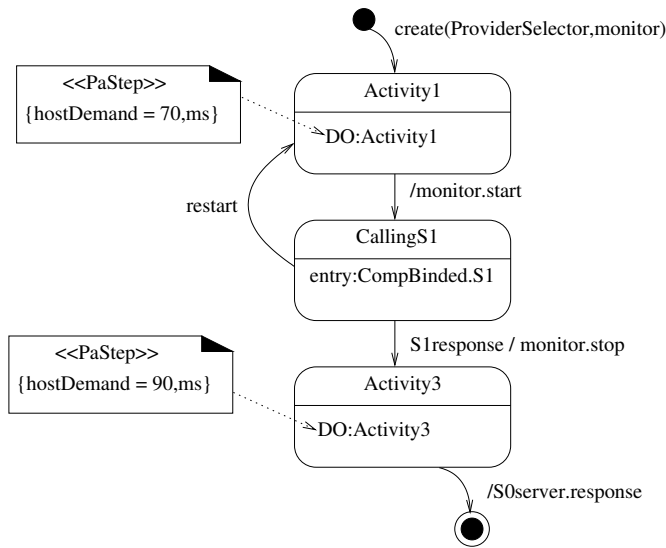 create(ProviderSelector,monitor)
<<PaStep>>
{hostDemand = 70,ms}
Activity1
DO:Activity1
/monitor.start
restart
CallingS1
entry:CompBinded.S1
S1response / monitor.stop
<<PaStep>>
{hostDemand = 90,ms}
Activity3
DO:Activity3
/S0server.response